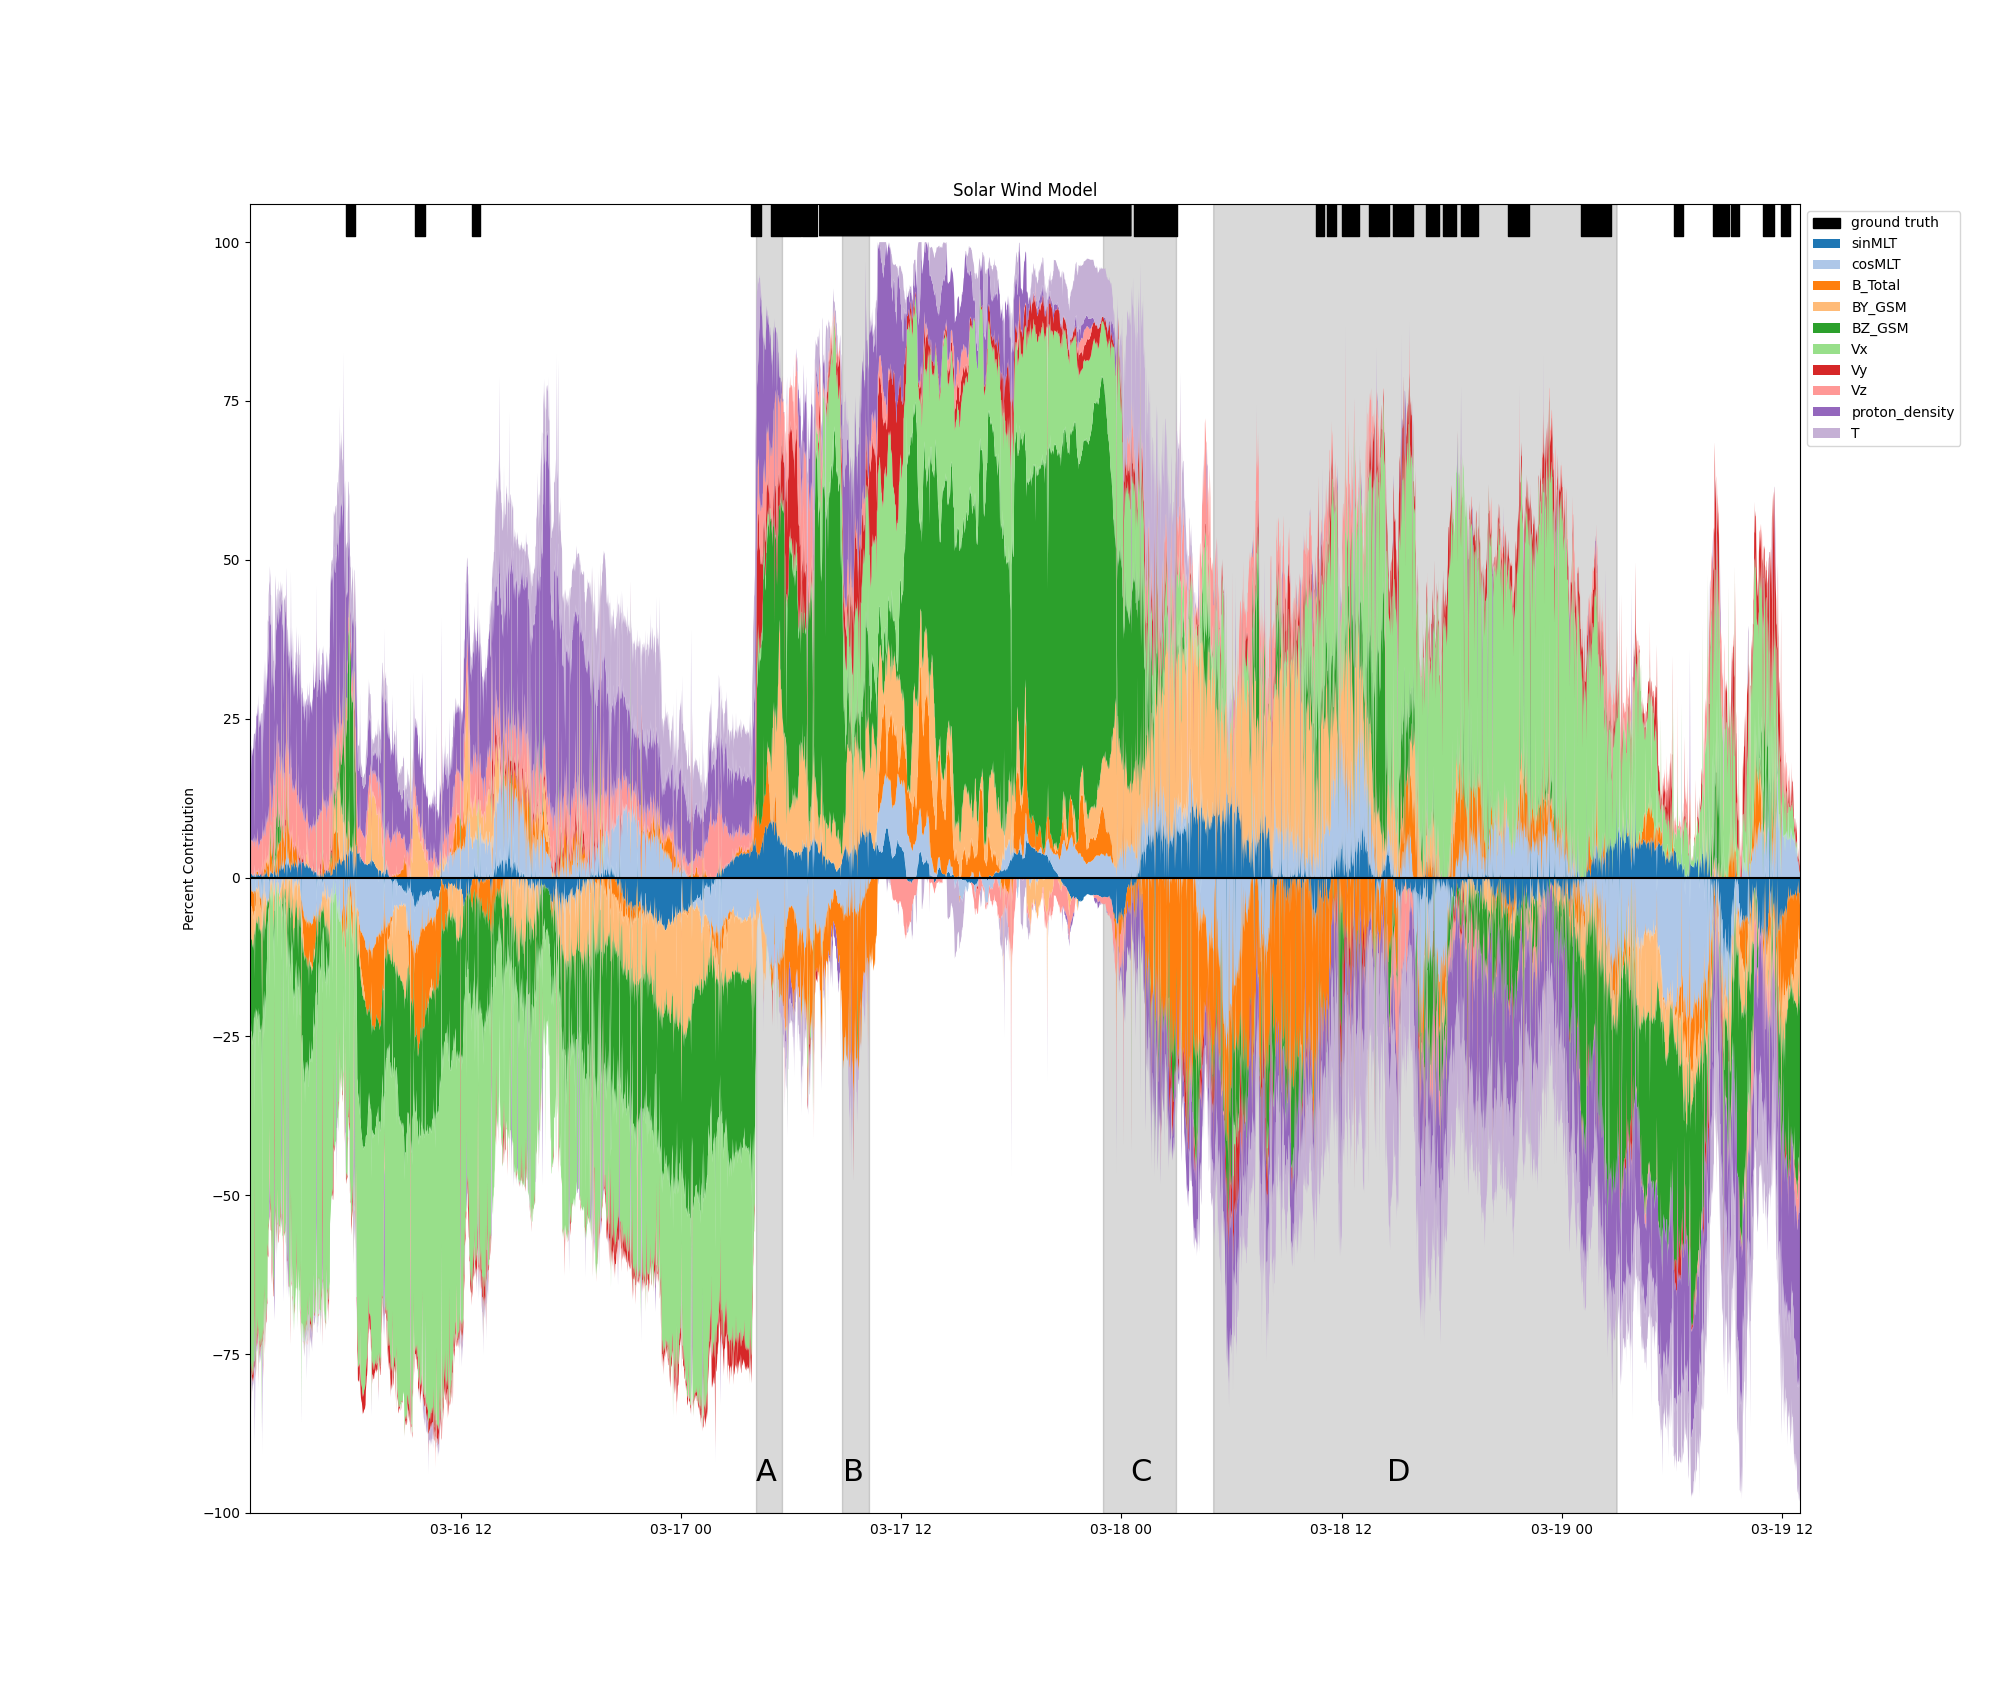 Solar Wind Model
100
75
50
25
0
−25
−50
−75
−100
Percent Contribution
A
B
C
D
03-16 12
03-17 00
03-17 12
03-18 00
03-18 12
03-19 00
03-19 12
ground truth
sinMLT
cosMLT
B_Total
BY_GSM
BZ_GSM
Vx
Vy
Vz
proton_density
T